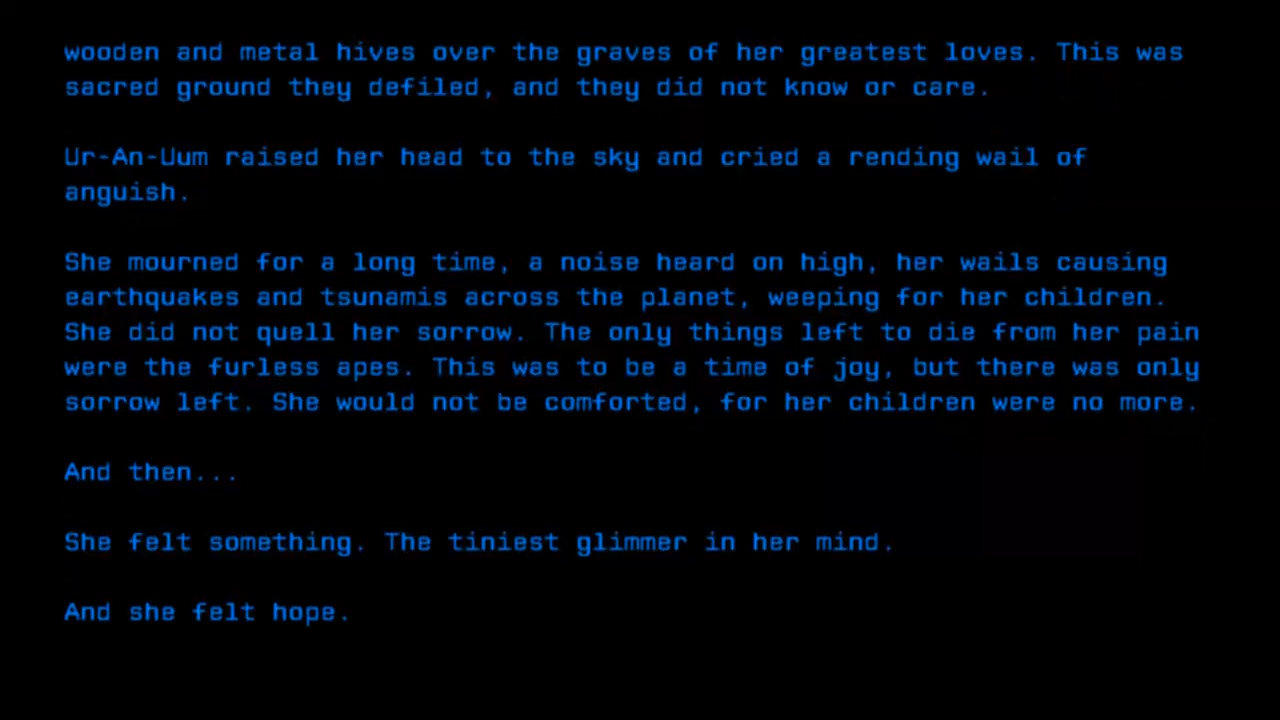 wooden and metal hives over the graves of her greatest loves. This was
sacred ground they defiled, and they did not know or care.
Ur-An-Uum raised her head to the sky and cried a rending wail of
anguish.
She mourned for a long time, a noise heard on high, her wails causing
earthquakes and tsunamis across the planet, weeping for her children.
She did not quell her sorrow. The only things left to die from her pain
were the furless apes. This was to be a time of joy, but there was only
sorrow left. She would not be comforted, for her children were no more.
And then...
She felt something. The tiniest glimmer in her mind.
And she felt hope.